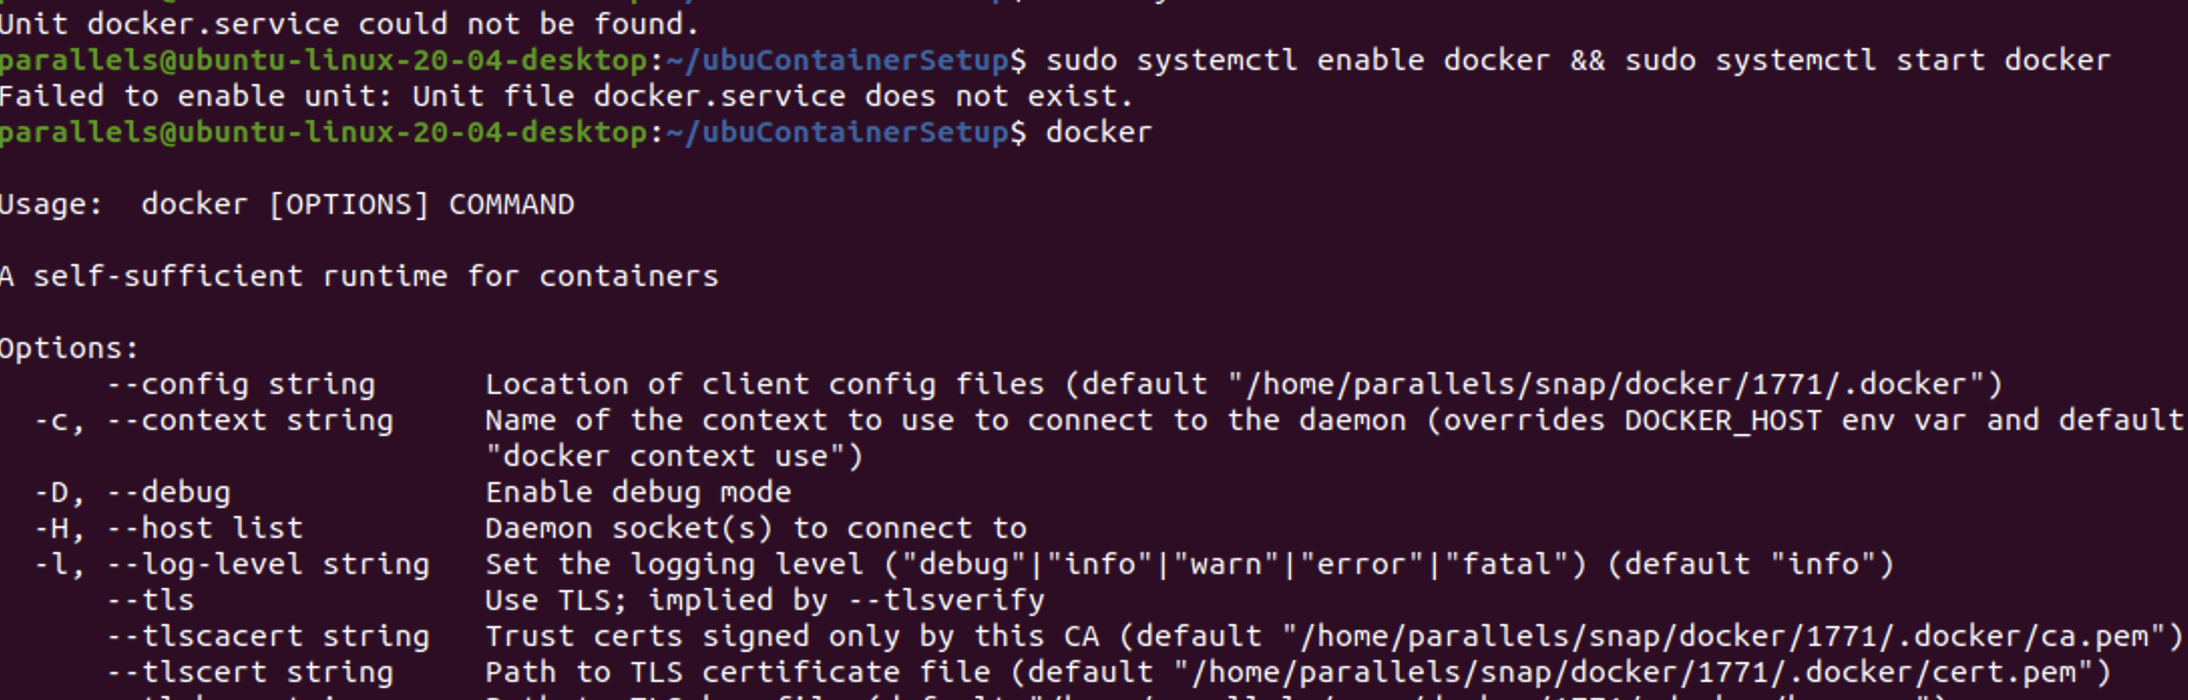 Unit docker.service could not be found.
parallels@ubuntu-linux-20-04-desktop:~/ubuContainerSetup$ sudo systemctl enable docker && sudo systemctl start docker
Failed to enable unit: Unit file docker.service does not exist.
parallels@ubuntu-linux-20-04-desktop:~/ubuContainerSetup$ docker
Usage:  docker [OPTIONS] COMMAND
A self-sufficient runtime for containers
Options:
      --config string      Location of client config files (default "/home/parallels/snap/docker/1771/.docker")
  -c, --context string     Name of the context to use to connect to the daemon (overrides DOCKER_HOST env var and default
                           "docker context use")
  -D, --debug              Enable debug mode
  -H, --host list          Daemon socket(s) to connect to
  -l, --log-level string   Set the logging level ("debug"|"info"|"warn"|"error"|"fatal") (default "info")
      --tls                Use TLS; implied by --tlsverify
      --tlscacert string   Trust certs signed only by this CA (default "/home/parallels/snap/docker/1771/.docker/ca.pem")
      --tlscert string     Path to TLS certificate file (default "/home/parallels/snap/docker/1771/.docker/cert.pem")